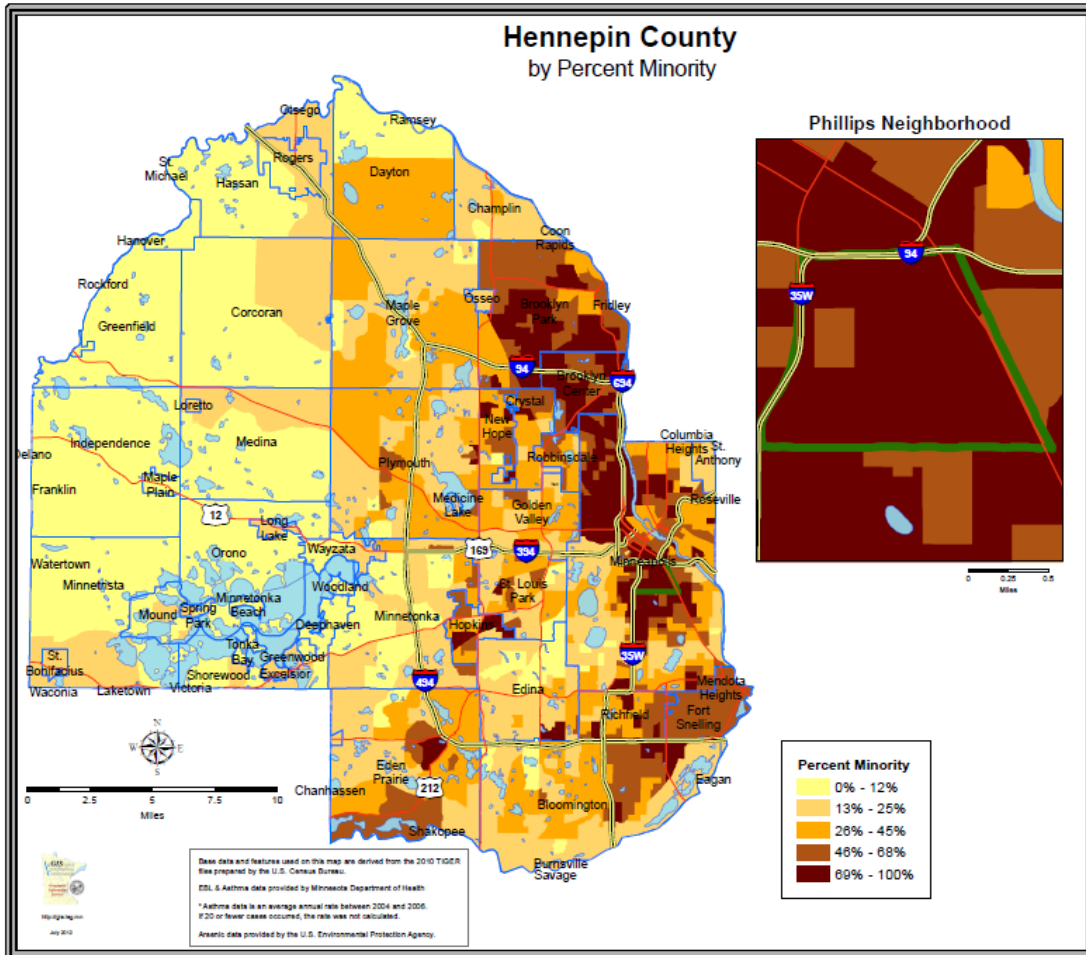 Hennepin County
by Percent Minority
Phillips Neighborhood
94
35W
0 0.25 0.5
Miles
Otsego
Ramsey
Rogers
St. Michael
Hassan
Dayton
Champlin
Hanover
Coon Rapids
Rockford
Corcoran
Maple Grove
Osseo
Brooklyn Park
Fridley
Greenfield
94
694
Brooklyn Center
Loretto
Crystal
New Hope
Independence
Medina
Columbia Heights
St. Anthony
Delano
Plymouth
Robbinsdale
Maple Plain
Franklin
Medicine Lake
Golden Valley
Roseville
12
Long Lake
Wayzata
169
394
Minneapolis
Orono
Watertown
Minnetrista
Woodland
St. Louis Park
Minnetonka Beach
Spring Park
Mound
Minnetonka
Hopkins
Deephaven
Tonka Bay
Greenwood
Excelsior
35W
St. Bonifacius
Shorewood
494
Edina
Mendota Heights
Waconia
Laketown
Victoria
Richfield
Fort Snelling
N
W E
S
Eden Prairie
Eagan
Chanhassen
212
Bloomington
0 2.5 5 7.5 10
Miles
Shakopee
Burnsville
Savage
Percent Minority
0% - 12%
13% - 25%
26% - 45%
46% - 68%
69% - 100%
Base data and features used on this map are derived from the 2010 TIGER
files prepared by the U.S. Census Bureau.
EBL & Asthma data provided by Minnesota Department of Health
* Asthma data is an average annual rate between 2004 and 2006.
If 20 or fewer cases occurred, the rate was not calculated.
Arsenic data provided by the U.S. Environmental Protection Agency.
GIS
July 2012